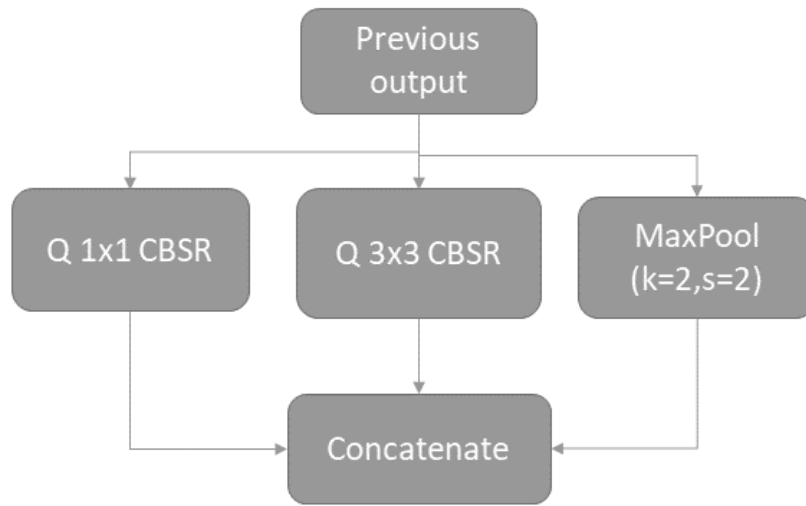 Previous
output
Q 1x1 CBSR
Q 3x3 CBSR
MaxPool
(k=2,s=2)
Concatenate